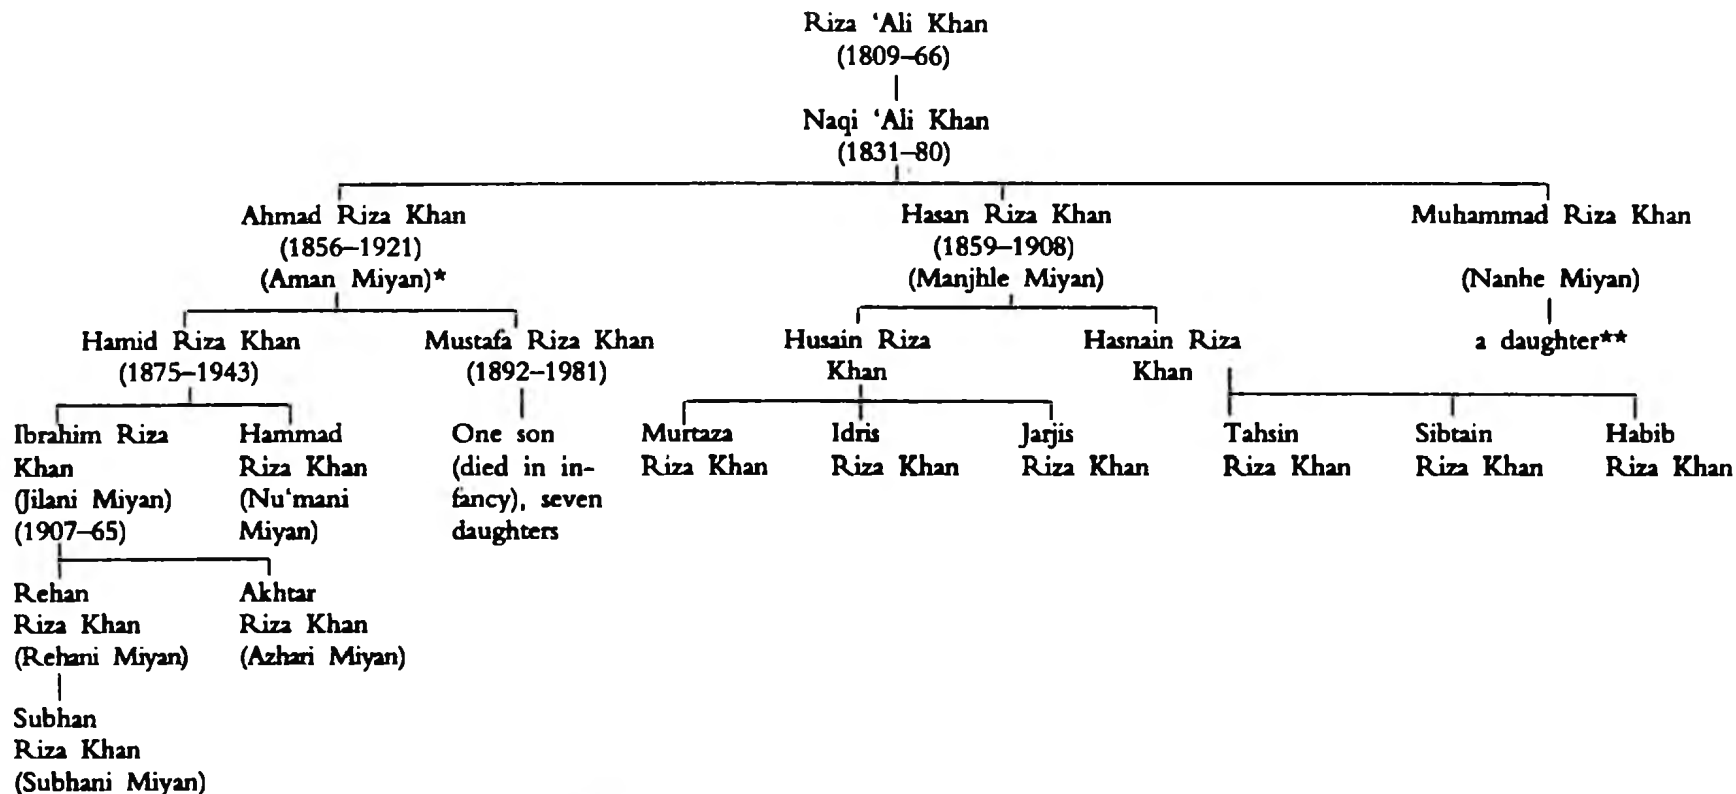 Riza ‘Ali Khan
(1809–66)
Naqi ‘Ali Khan
(1831–80)
Ahmad Riza Khan
(1856–1921)
(Aman Miyan)*
Hasan Riza Khan
(1859–1908)
(Manjhle Miyan)
Muhammad Riza Khan
(Nanhe Miyan)
Hamid Riza Khan
(1875–1943)
Mustafa Riza Khan
(1892–1981)
Husain Riza
Khan
Hasnain Riza
Khan
a daughter**
Ibrahim Riza
Khan
(Jilani Miyan)
(1907–65)
Hammad
Riza Khan
(Nu‘mani
Miyan)
One son
(died in in-
fancy), seven
daughters
Murtaza
Riza Khan
Idris
Riza Khan
Jarjis
Riza Khan
Tahsin
Riza Khan
Sibtain
Riza Khan
Habib
Riza Khan
Rehan
Riza Khan
(Rehani Miyan)
Akhtar
Riza Khan
(Azhari Miyan)
Subhan
Riza Khan
(Subhani Miyan)